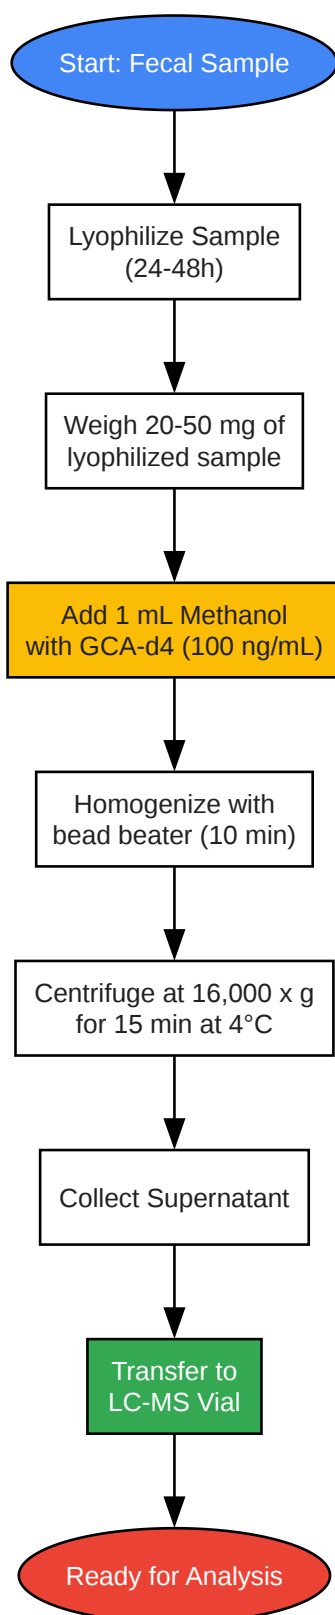 Start: Fecal Sample
Lyophilize Sample
(24-48h)
Weigh 20-50 mg of
lyophilized sample
Add 1 mL Methanol
with GCA-d4 (100 ng/mL)
Homogenize with
bead beater (10 min)
Centrifuge at 16,000 x g
for 15 min at 4°C
Collect Supernatant
Transfer to
LC-MS Vial
Ready for Analysis